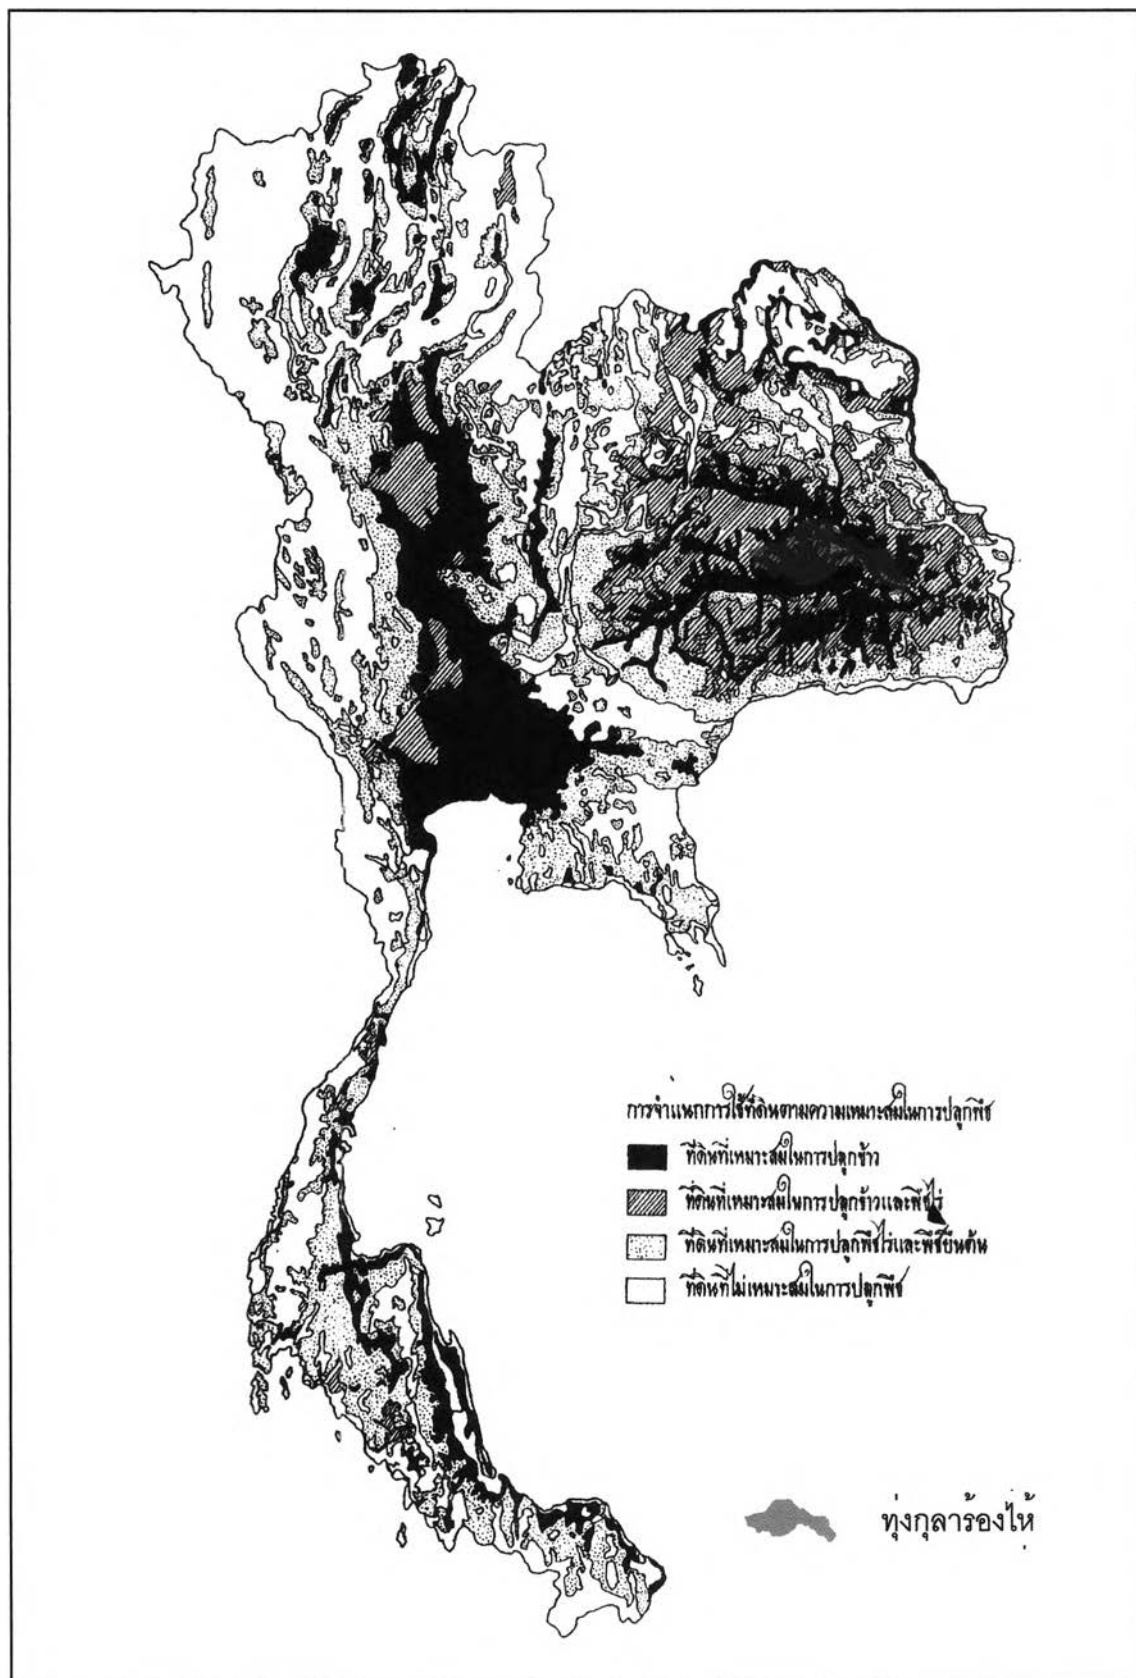 การจำแนกการใช้ที่ดินตามความเหมาะสมในการปลูกพืช
ที่ดินที่เหมาะสมในการปลูกข้าว
ที่ดินที่เหมาะสมในการปลูกข้าวและพืชไร่
ที่ดินที่เหมาะสมในการปลูกพืชไร่และพืชยืนต้น
ที่ดินที่ไม่เหมาะสมในการปลูกพืช
ทุ่งกุลาร้องไห้